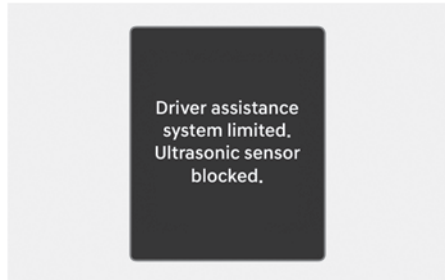 Driver assistance
system limited.
Ultrasonic sensor
blocked.